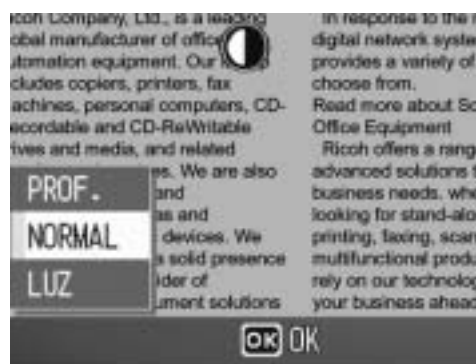 icoh Company, Ltd., is a leading
obal manufacturer of office
utomation equipment. Our
cludes copiers, printers, fax
achines, personal computers, CD-
ecordable and CD-ReWritable
rives and media, and related
es. We are also
and
as and
devices. We
a solid presence
ider of
ument solutions
In response to the
digital network syste
provides a variety of
choose from.
Read more about So
Office Equipment
Ricoh offers a range
advanced solutions
business needs. whe
looking for stand-alo
printing, faxing, scan
multifunctional produ
rely on our technolog
your business ahead
PROF.
NORMAL
LUZ
OK OK